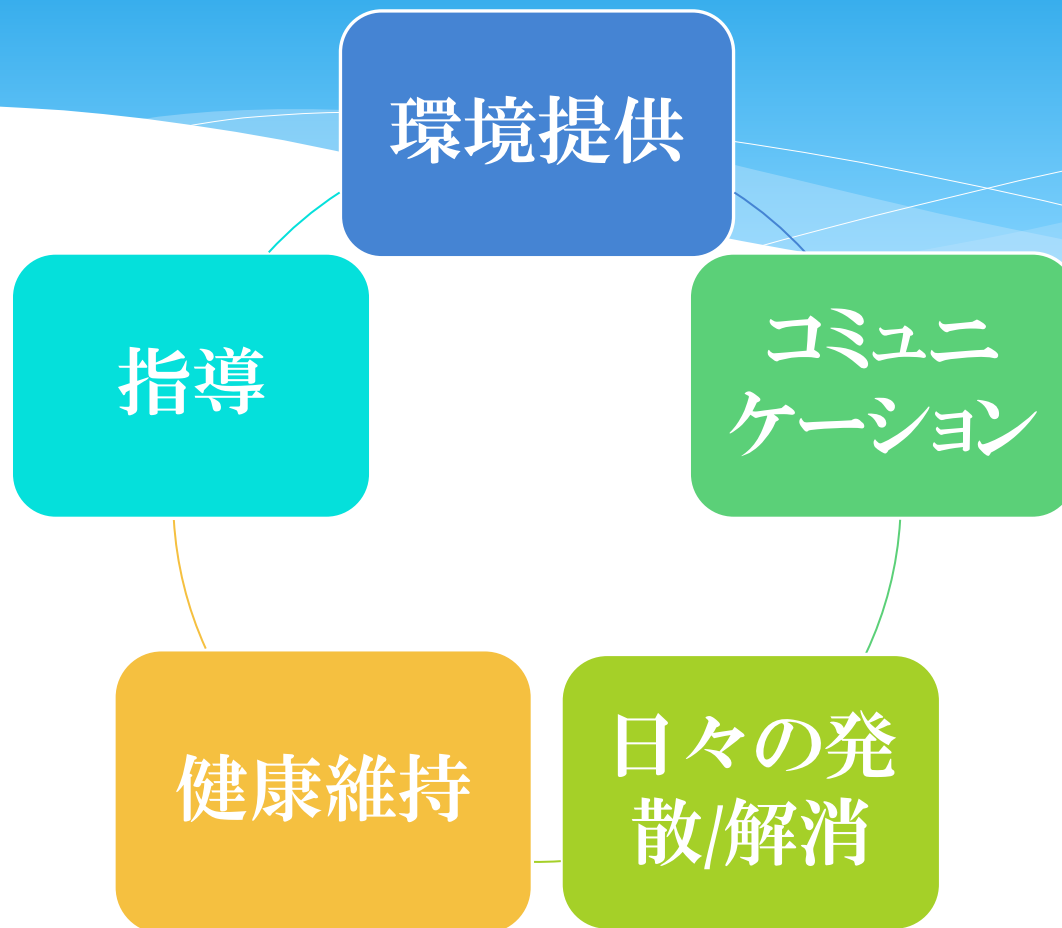 環境提供
指導
コミュニ
ケーション
健康維持
日々の発
散/解消